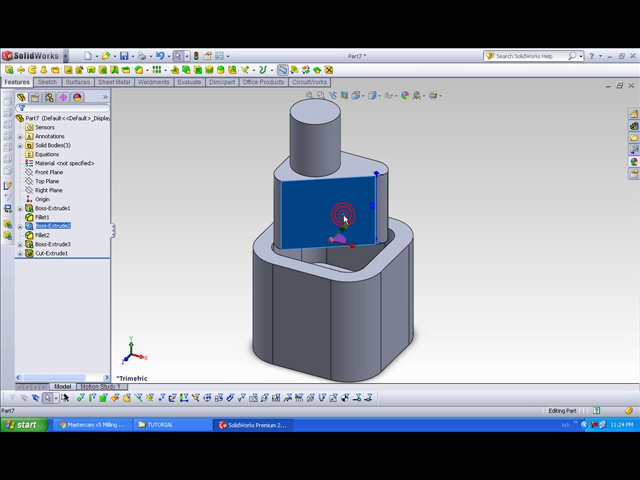 SolidWorks
Part7 *
Search SolidWorks Help
Features
Sketch
Surfaces
Sheet Metal
Weldments
Evaluate
DimXpert
Office Products
CircuitWorks
Part7 (Default<<Default>_Display
Sensors
Annotations
Solid Bodies(3)
Equations
Material <not specified>
Front Plane
Top Plane
Right Plane
Origin
Boss-Extrude1
Fillet1
Boss-Extrude2
Fillet2
Boss-Extrude3
Cut-Extrude1
Y
X
Z
*Trimetric
Model
Motion Study 1
Part7
Editing Part
start
Mastercam x5 Milling ...
TUTORIAL
SolidWorks Premium 2...
11:24 PM